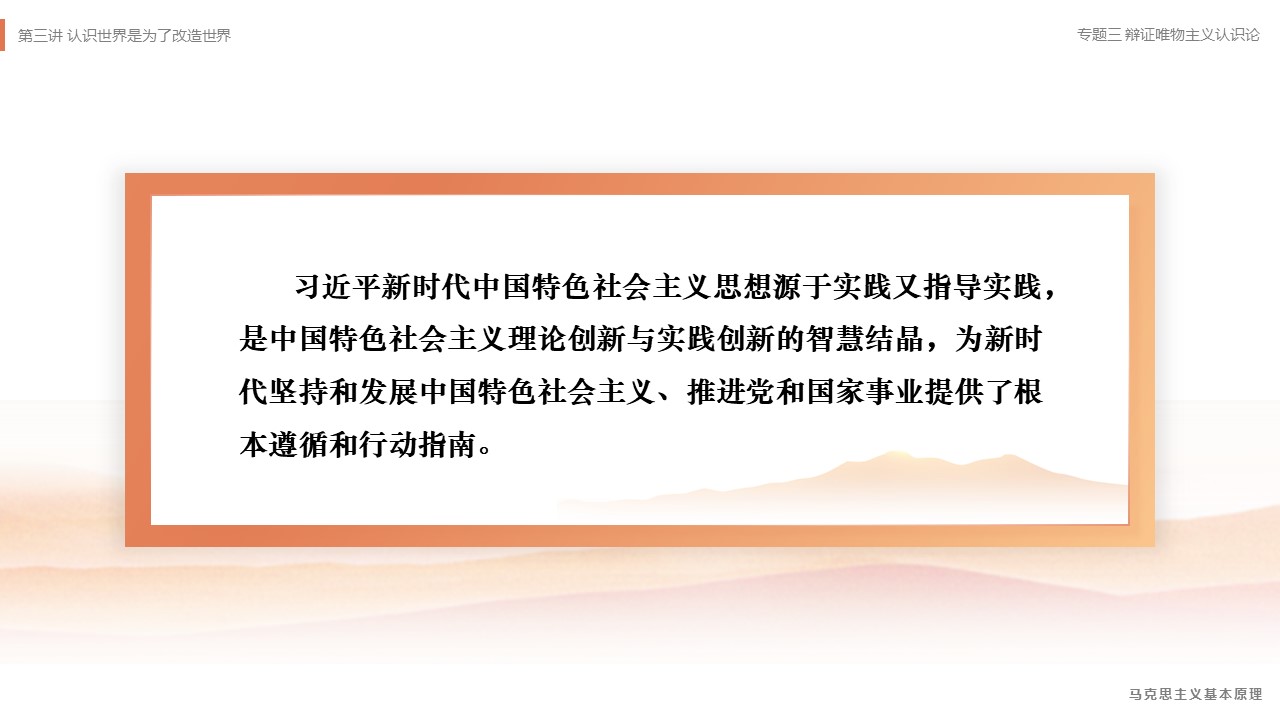 第三讲 认识世界是为了改造世界
专题三 辩证唯物主义认识论
习近平新时代中国特色社会主义思想源于实践又指导实践，
是中国特色社会主义理论创新与实践创新的智慧结晶，为新时
代坚持和发展中国特色社会主义、推进党和国家事业提供了根
本遵循和行动指南。
马克思主义基本原理